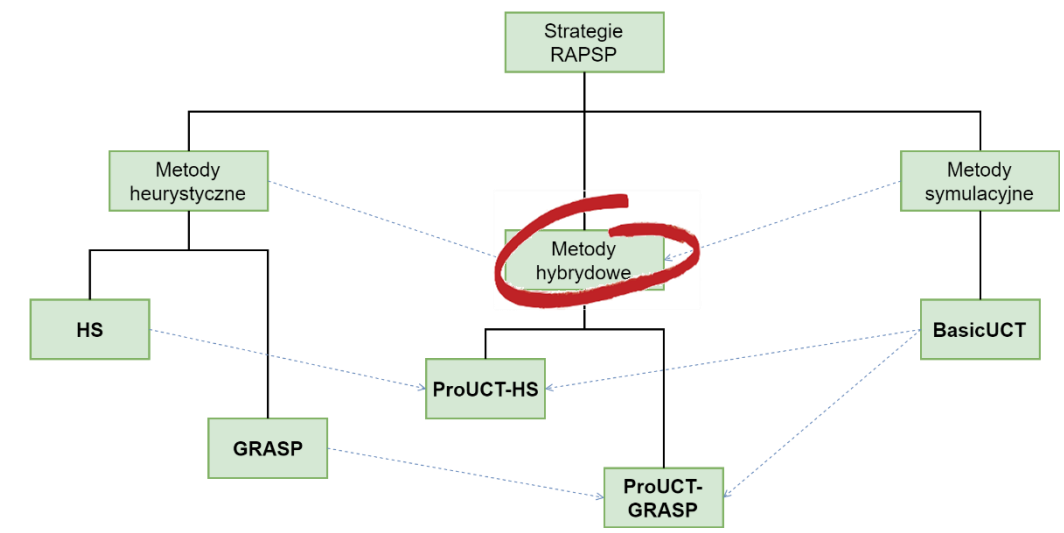 Strategie
RAPSP
Metody
heurystyczne
Metody
hybrydowe
Metody
symulacyjne
HS
BasicUCT
ProUCT-HS
GRASP
ProUCT-
GRASP